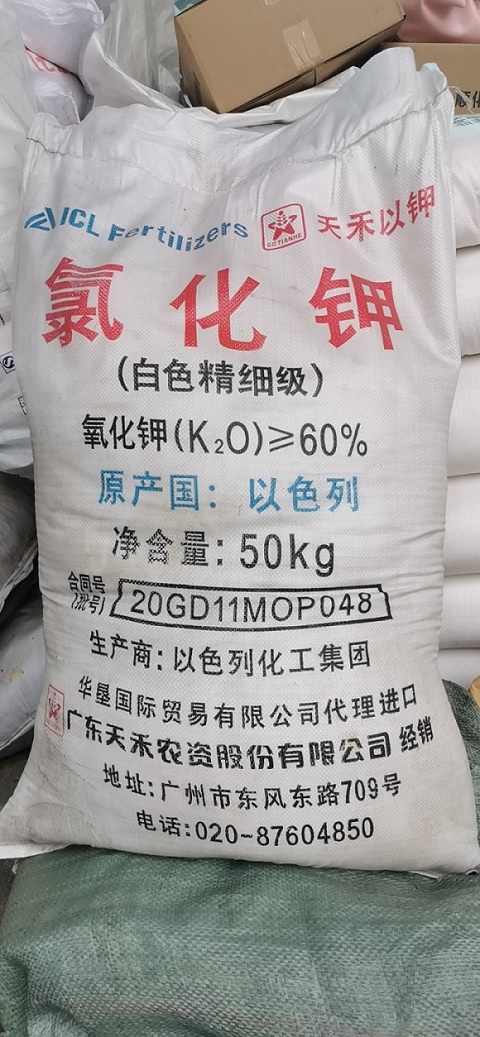 ICL Fertilizers GD TIANHE 天禾以钾
氯化钾
(白色精细级)
氧化钾(K₂O)≥60%
原产国：以色列
净含量：50kg
合同号
(批号)
20GD11MOP048
生产商：以色列化工集团
华垦国际贸易有限公司代理进口
广东天禾农资股份有限公司 经销
地址：广州市东风东路709号
电话：020-87604850